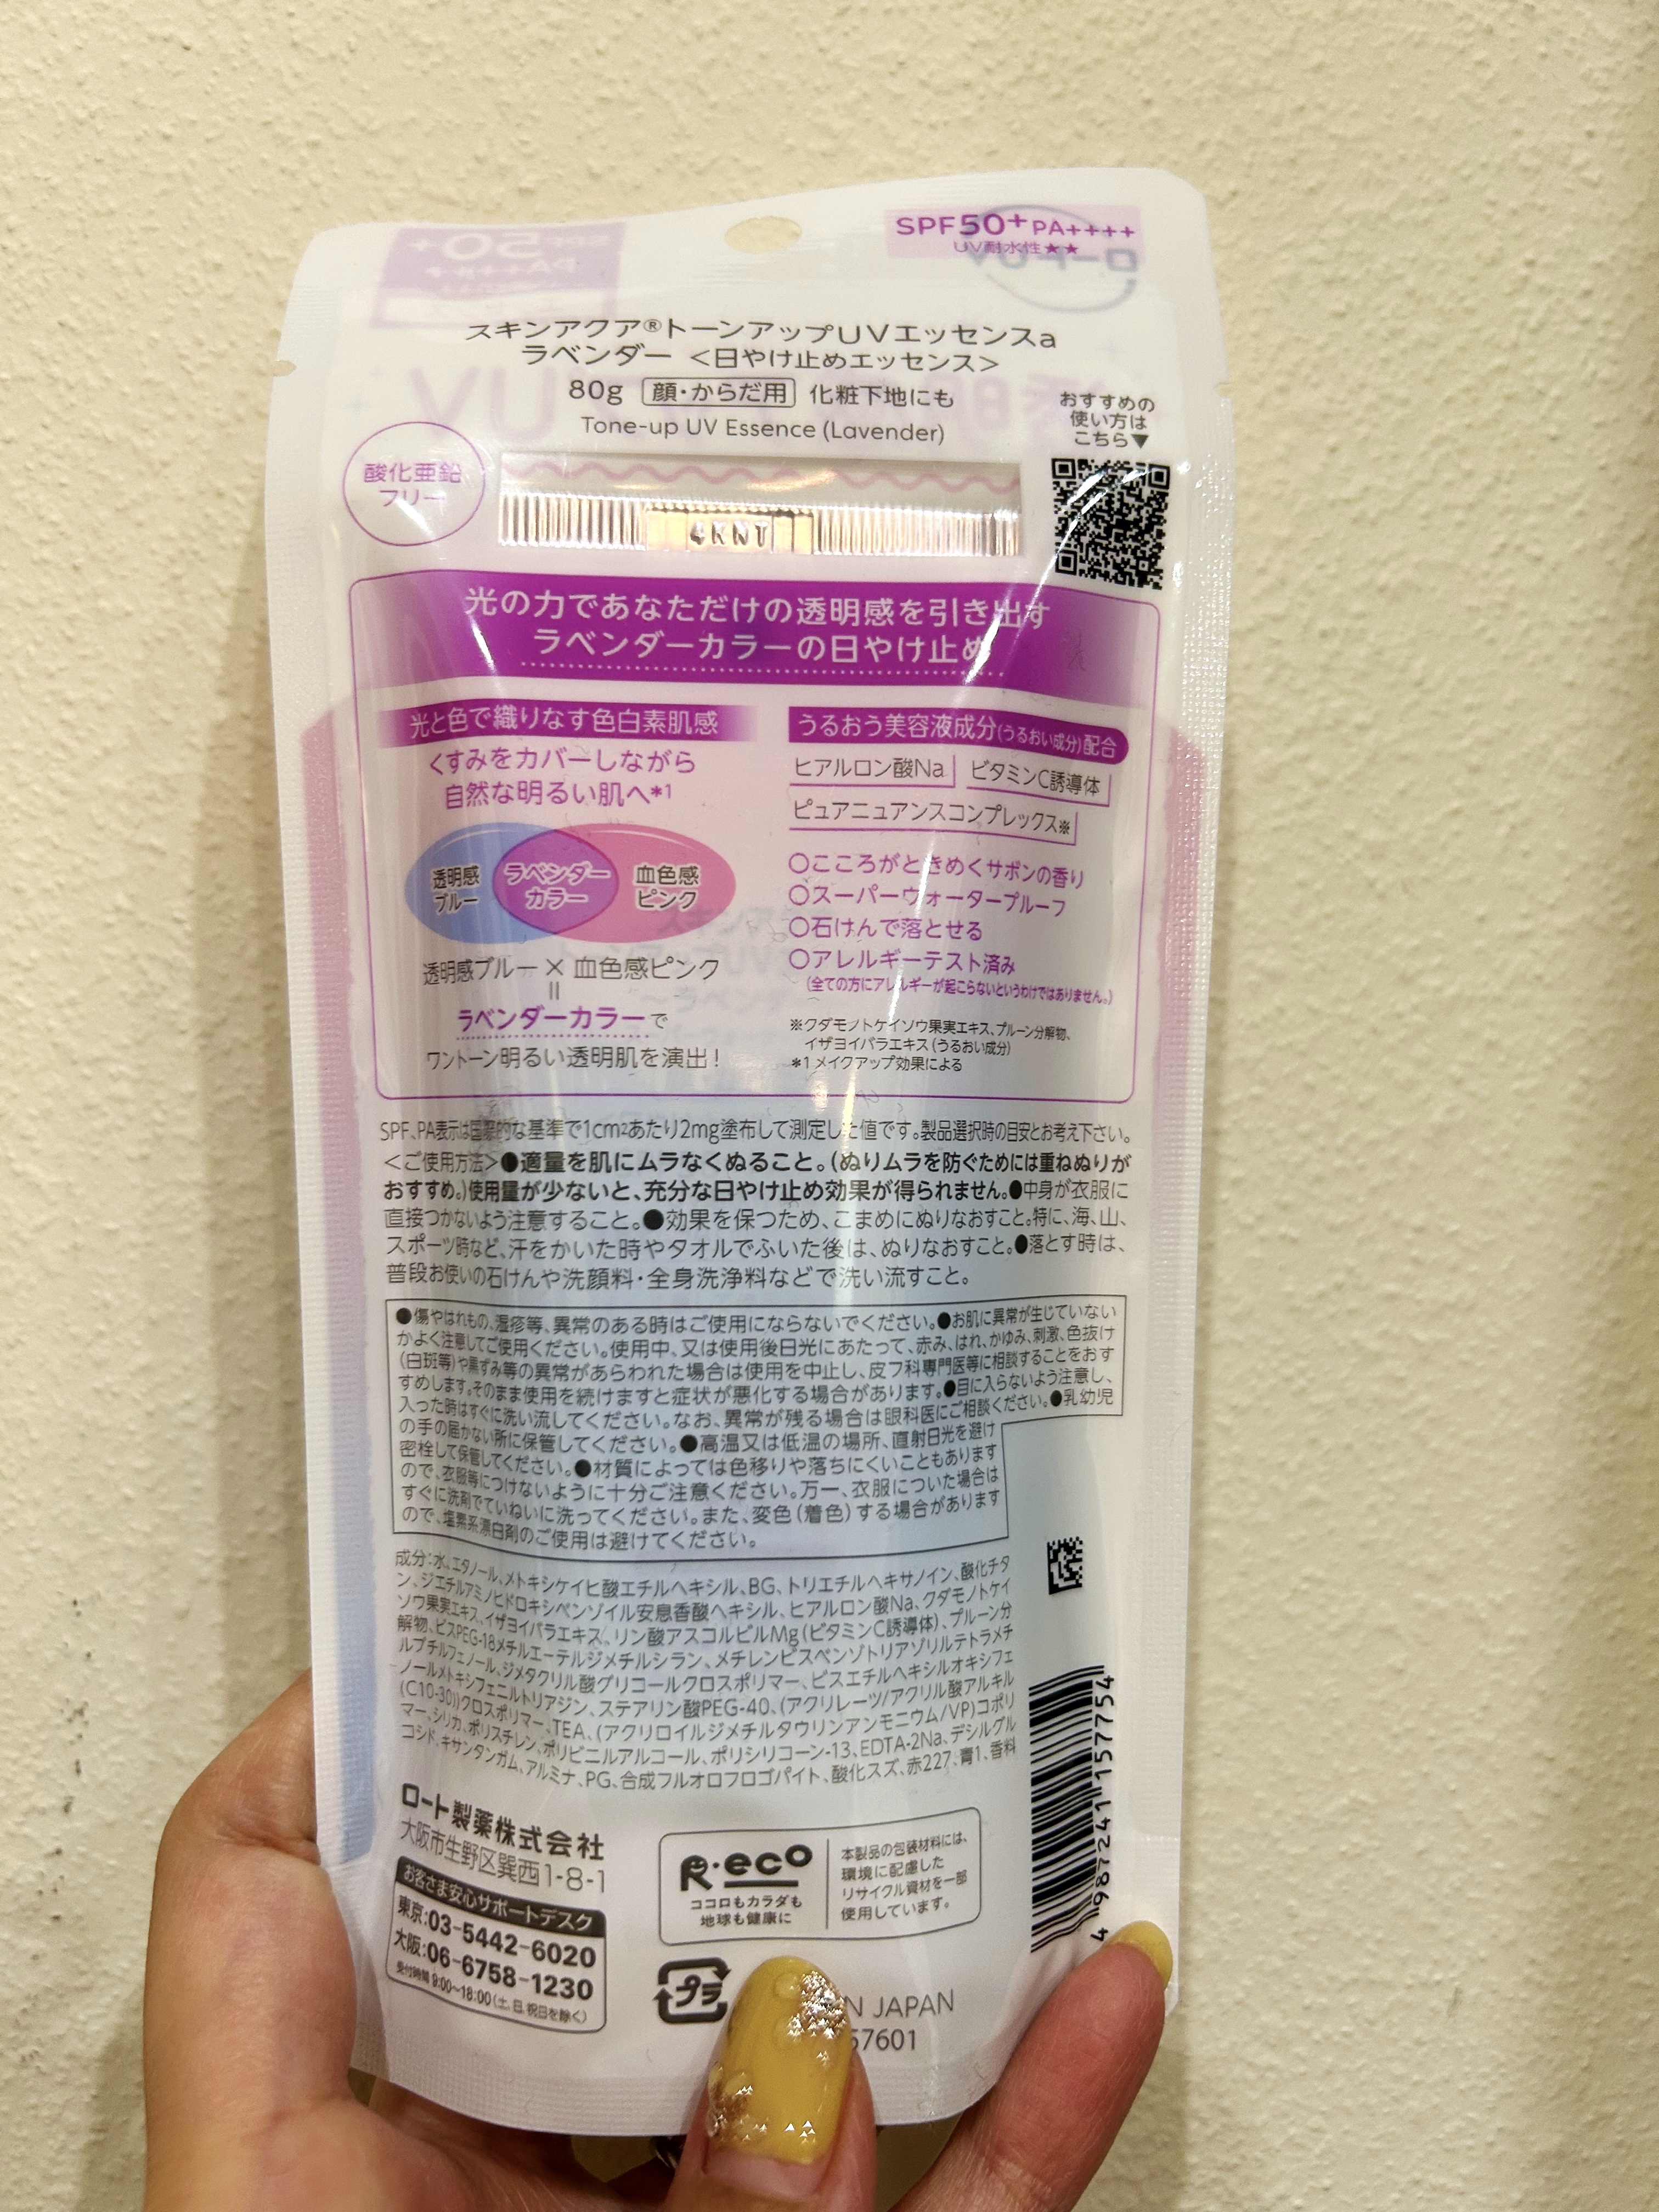 SPF50+ PA++++
UV耐水性★★
スキンアクア®トーンアップUVエッセンスa
ラベンダー <日やけ止めエッセンス>
80g 顔・からだ用 化粧下地にも
Tone-up UV Essence (Lavender)
おすすめの
使い方は
こちら▼
酸化亜鉛
フリー
4KNT
光の力であなただけの透明感を引き出す
ラベンダーカラーの日やけ止め
光と色で織りなす色白素肌感
くすみをカバーしながら
自然な明るい肌へ*1
透明感
ブルー
ラベンダー
カラー
血色感
ピンク
透明感ブルー×血色感ピンク
=
ラベンダーカラーで
ワントーン明るい透明肌を演出!
うるおう美容液成分(うるおい成分)配合
ヒアルロン酸Na ビタミンC誘導体
ピュアニュアンスコンプレックス※
○こころがときめくサボンの香り
○スーパーウォータープルーフ
○石けんで落とせる
○アレルギーテスト済み
(全ての方にアレルギーが起こらないというわけではありません。)
※クダモノトケイソウ果実エキス、プルーン分解物、
イザヨイバラエキス(うるおい成分)
*1 メイクアップ効果による
SPF、PA表示は国際的な基準で1cm2あたり2mg塗布して測定した値です。製品選択時の目安とお考え下さい。
<ご使用方法>●適量を肌にムラなくぬること。(ぬりムラを防ぐためには重ねぬりが
おすすめ。)使用量が少ないと、充分な日やけ止め効果が得られません。●中身が衣服に
直接つかないよう注意すること。●効果を保つため、こまめにぬりなおすこと。特に、海、山、
スポーツ時など、汗をかいた時やタオルでふいた後は、ぬりなおすこと。●落とす時は、
普段お使いの石けんや洗顔料・全身洗浄料などで洗い流すこと。
●傷やはれもの、湿疹等、異常のある時はご使用にならないでください。●お肌に異常が生じていない
かよく注意してご使用ください。使用中、又は使用後日光にあたって、赤み、はれ、かゆみ、刺激、色抜け
(白斑等)や黒ずみ等の異常があらわれた場合は使用を中止し、皮フ科専門医等に相談することをおす
すめします。そのまま使用を続けますと症状が悪化する場合があります。●目に入らないよう注意し、
入った時はすぐに洗い流してください。なお、異常が残る場合は眼科医にご相談ください。●乳幼児
の手の届かない所に保管してください。●高温又は低温の場所、直射日光を避け
密栓して保管してください。●材質によっては色移りや落ちにくいこともあります
ので、衣服等につけないように十分ご注意ください。万一、衣服についた場合は
すぐに洗剤でていねいに洗ってください。また、変色(着色)する場合があります
ので、塩素系漂白剤のご使用は避けてください。
成分:水、エタノール、メトキシケイヒ酸エチルヘキシル、BG、トリエチルヘキサノイン、酸化チタ
ン、ジエチルアミノヒドロキシベンゾイル安息香酸ヘキシル、ヒアルロン酸Na、クダモノトケイ
ソウ果実エキス、イザヨイバラエキス、リン酸アスコルビルMg(ビタミンC誘導体)、プルーン分
解物、ビスPEG-18メチルエーテルジメチルシラン、メチレンビスベンゾトリアゾリルテトラメチ
ルブチルフェノール、ジメタクリル酸グリコールクロスポリマー、ビスエチルヘキシルオキシフェ
ノールメトキシフェニルトリアジン、ステアリン酸PEG-40、(アクリレーツ/アクリル酸アルキル
(C10-30))クロスポリマー、TEA、(アクリロイルジメチルタウリンアンモニウム/VP)コポリ
マー、シリカ、ポリスチレン、ポリビニルアルコール、ポリシリコーン-13、EDTA-2Na、デシルグル
コシド、キサンタンガム、アルミナ、PG、合成フルオロフロゴパイト、酸化スズ、赤227、青1、香料
ロート製薬株式会社
大阪市生野区巽西1-8-1
お客さま安心サポートデスク
東京:03-5442-6020
大阪:06-6758-1230
受付時間 9:00~18:00(土、日、祝日を除く)
R・eco
ココロもカラダも
地球も健康に
本製品の包装材料には、
環境に配慮した
リサイクル資材を一部
使用しています。
プラ
JAPAN
57601
4 987241 157754